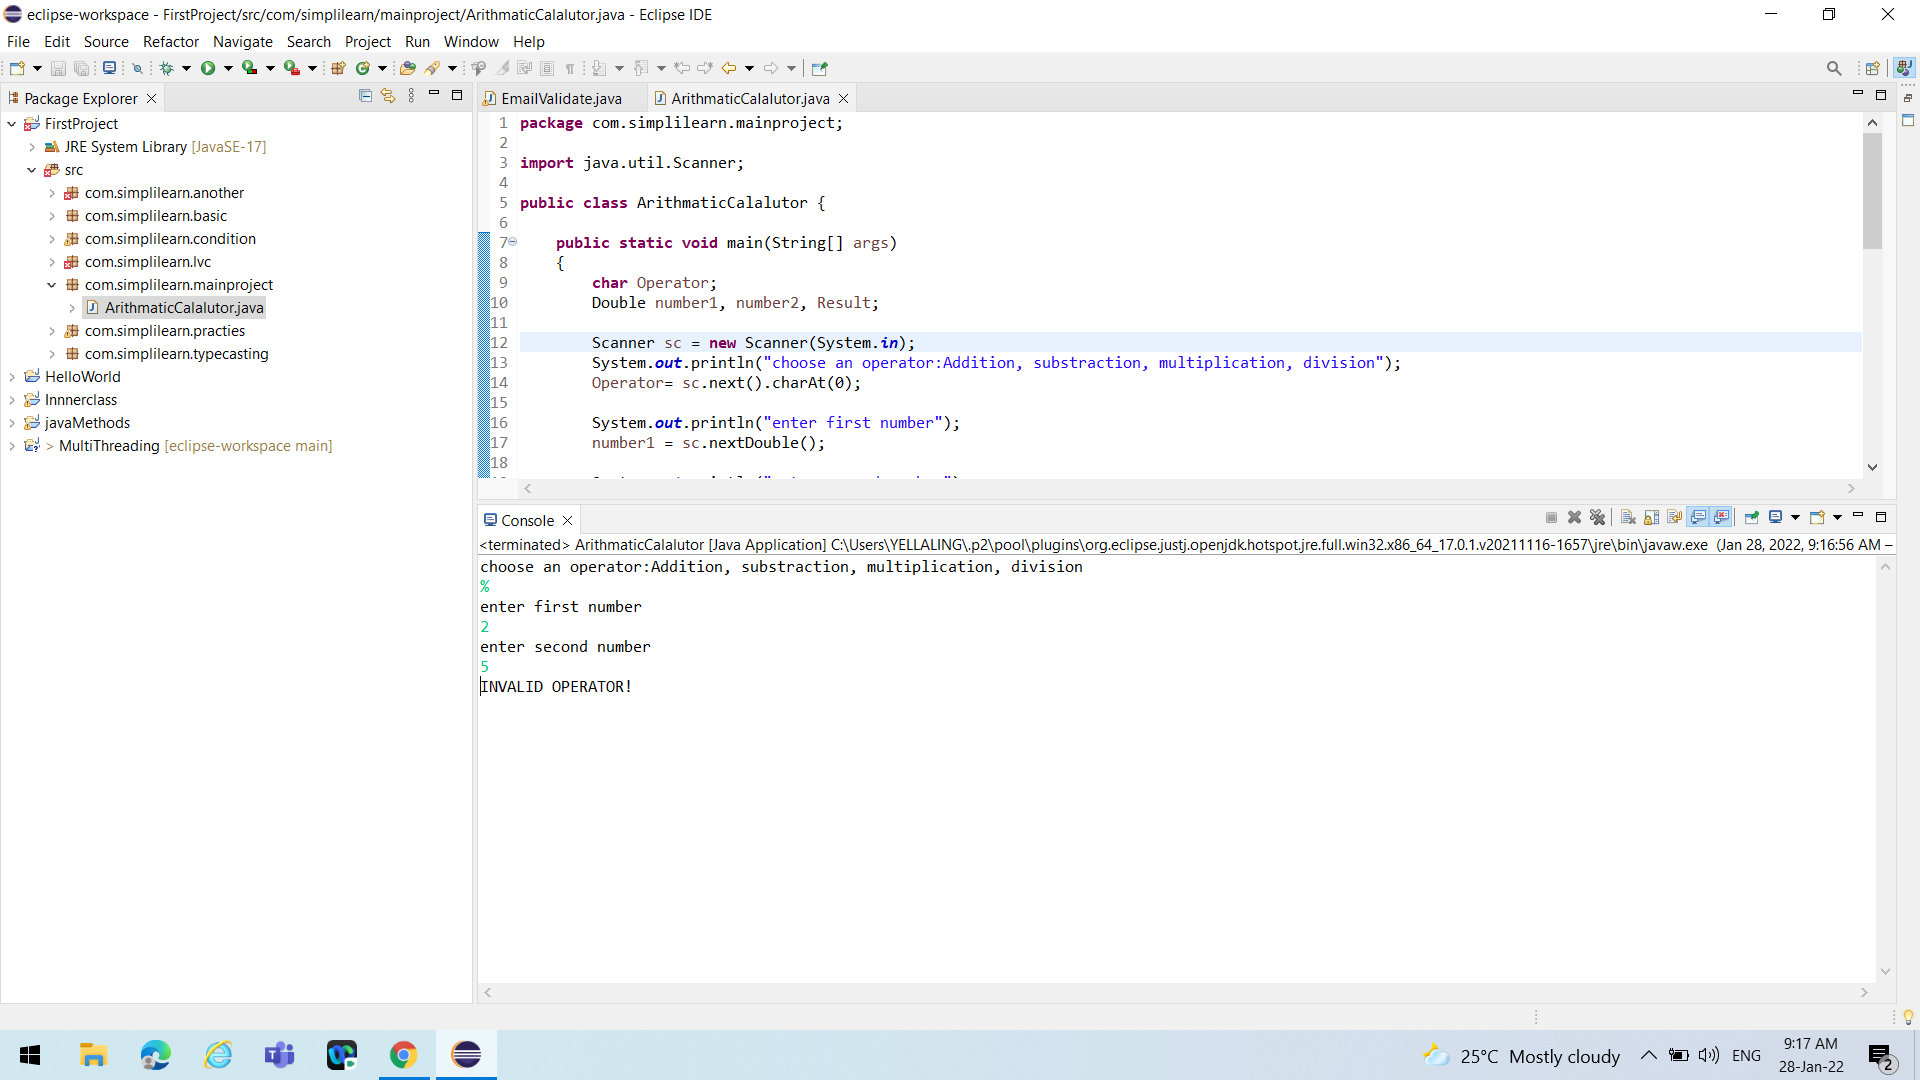 eclipse-workspace - FirstProject/src/com/simplilearn/mainproject/ArithmaticCalalutor.java - Eclipse IDE
File Edit Source Refactor Navigate Search Project Run Window Help
Package Explorer
FirstProject
JRE System Library [JavaSE-17]
src
com.simplilearn.another
com.simplilearn.basic
com.simplilearn.condition
com.simplilearn.lvc
com.simplilearn.mainproject
ArithmaticCalalutor.java
com.simplilearn.practies
com.simplilearn.typecasting
HelloWorld
Innnerclass
javaMethods
> MultiThreading [eclipse-workspace main]
EmailValidate.java ArithmaticCalalutor.java
1 package com.simplilearn.mainproject;
2
3 import java.util.Scanner;
4
5 public class ArithmaticCalalutor {
6
7 public static void main(String[] args)
8 {
9 char Operator;
10 Double number1, number2, Result;
11
12 Scanner sc = new Scanner(System.in);
13 System.out.println("choose an operator:Addition, substraction, multiplication, division");
14 Operator= sc.next().charAt(0);
15
16 System.out.println("enter first number");
17 number1 = sc.nextDouble();
18
Console
<terminated> ArithmaticCalalutor [Java Application] C:\Users\YELLALING\.p2\pool\plugins\org.eclipse.justj.openjdk.hotspot.jre.full.win32.x86_64_17.0.1.v20211116-1657\jre\bin\javaw.exe (Jan 28, 2022, 9:16:56 AM –
choose an operator:Addition, substraction, multiplication, division
%
enter first number
2
enter second number
5
INVALID OPERATOR!
25°C Mostly cloudy ENG
9:17 AM
28-Jan-22
2